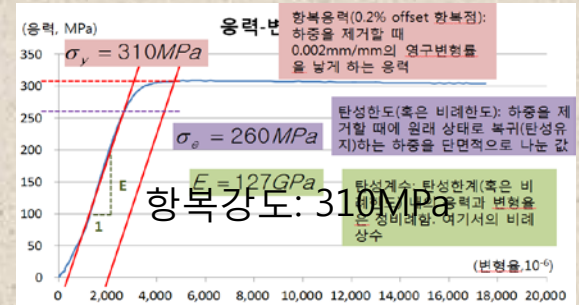 (응력, MPa)
응력-변
σy = 310MPa
항복응력(0.2% offset 항복점):
하중을 제거할 때
0.002mm/mm의 영구변형률
을 낳게 하는 응력
350
300
250
200
150
100
50
0
σe = 260MPa
탄성한도(혹은 비례한도): 하중을 제
거할 때에 원래 상태로 복귀(탄성유
지)하는 하중을 단면적으로 나눈 값
E = 127GPa
탄성계수: 탄성한계(혹은 비
응력과 변형율
은 정비례함. 여기서의 비례
상수
항복강도: 310MPa
E
1
(변형율,10-6)
0 2,000 4,000 6,000 8,000 10,000 12,000 14,000 16,000 18,000 20,000